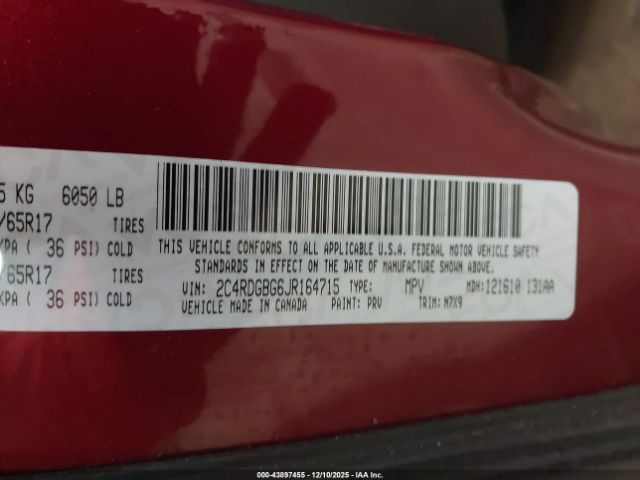 5 KG 6050 LB
/65R17 TIRES
KPA ( 36 PSI) COLD
/65R17 TIRES
KPA ( 36 PSI) COLD
THIS VEHICLE CONFORMS TO ALL APPLICABLE U.S.A. FEDERAL MOTOR VEHICLE SAFETY
STANDARDS IN EFFECT ON THE DATE OF MANUFACTURE SHOWN ABOVE.
VIN: 2C4RDGBG6JR164715 TYPE: MPV MDH: 121610 131AA
VEHICLE MADE IN CANADA PAINT: PRV TRIM: N7X9
000-43897455 - 12/10/2025 - IAA Inc.